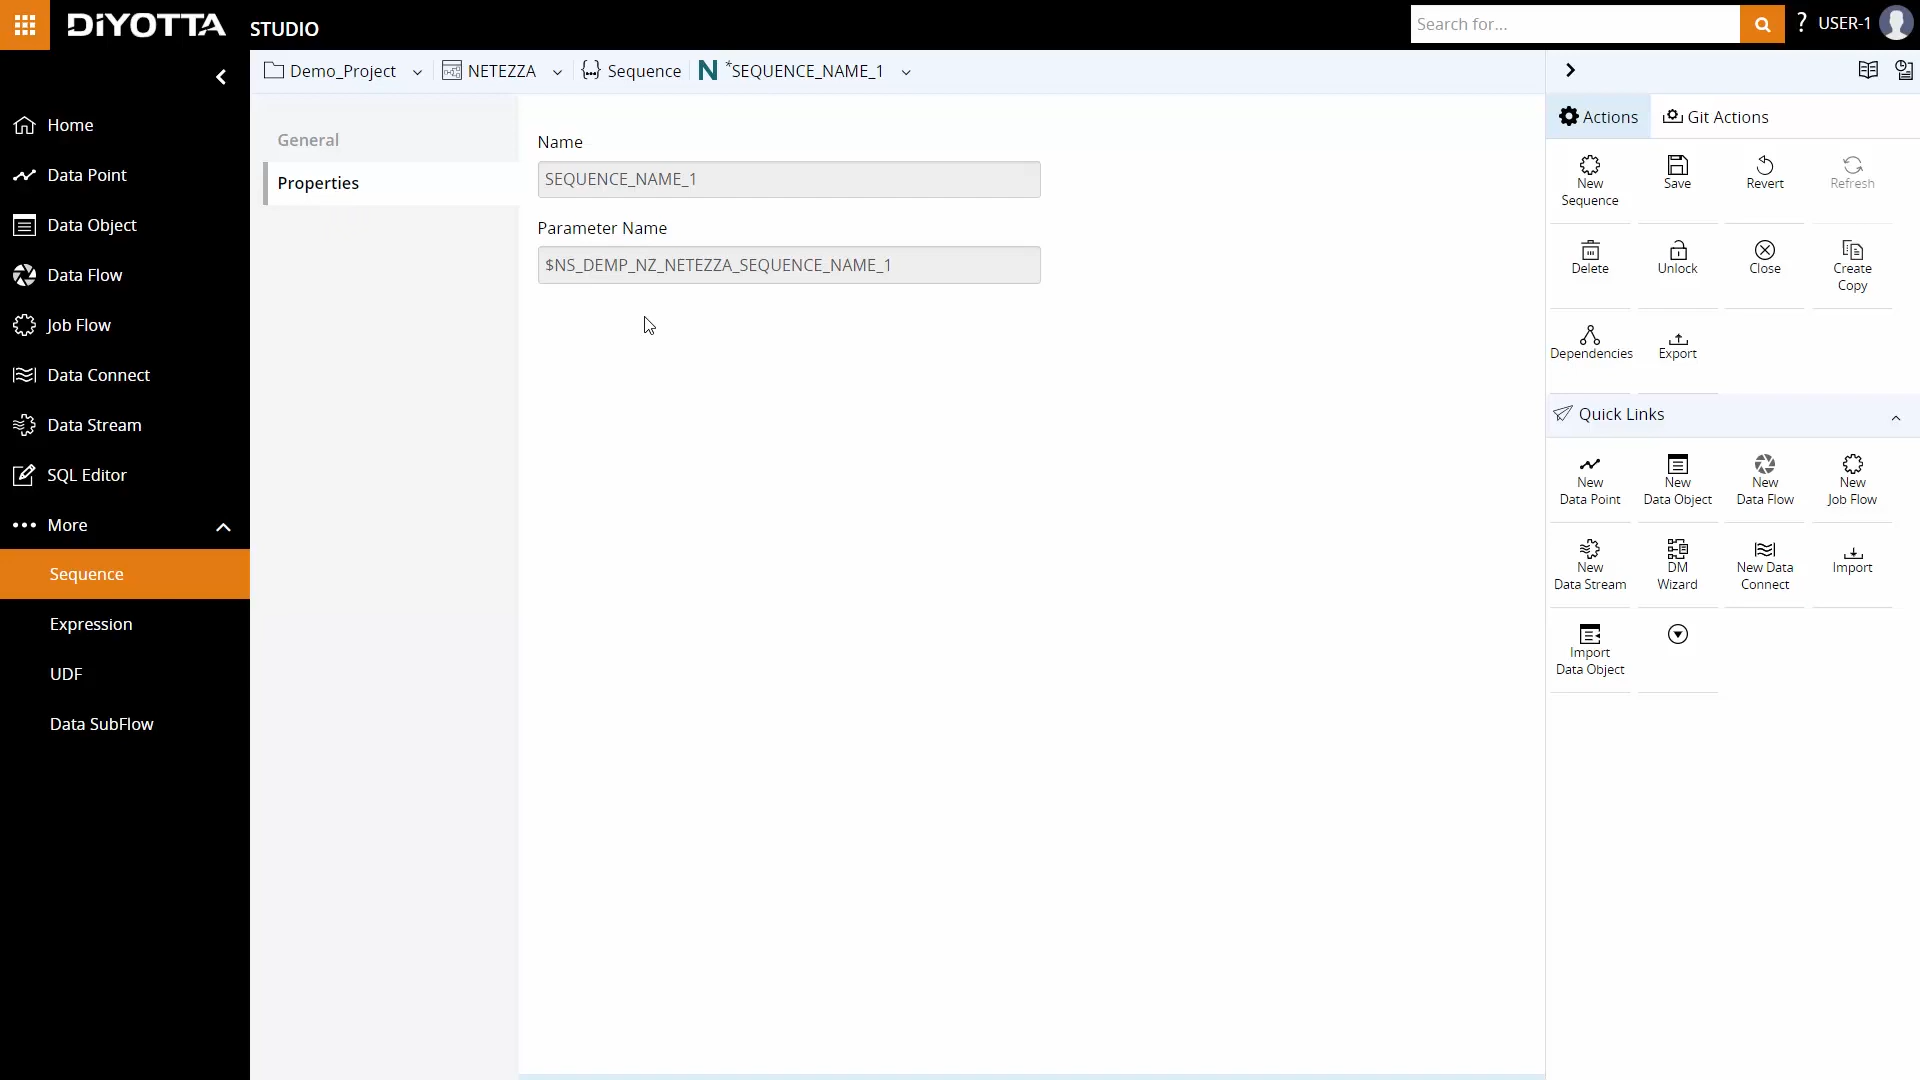 DiYOTTA STUDIO
Search for...
? USER-1
Demo_Project
NETEZZA
Sequence
*SEQUENCE_NAME_1
Home
Data Point
Data Object
Data Flow
Job Flow
Data Connect
Data Stream
SQL Editor
More
Sequence
Expression
UDF
Data SubFlow
General
Properties
Name
SEQUENCE_NAME_1
Parameter Name
$NS_DEMP_NZ_NETEZZA_SEQUENCE_NAME_1
Actions
Git Actions
New
Sequence
Save
Revert
Refresh
Delete
Unlock
Close
Create
Copy
Dependencies
Export
Quick Links
New
Data Point
New
Data Object
New
Data Flow
New
Job Flow
New
Data Stream
DM
Wizard
New Data
Connect
Import
Import
Data Object